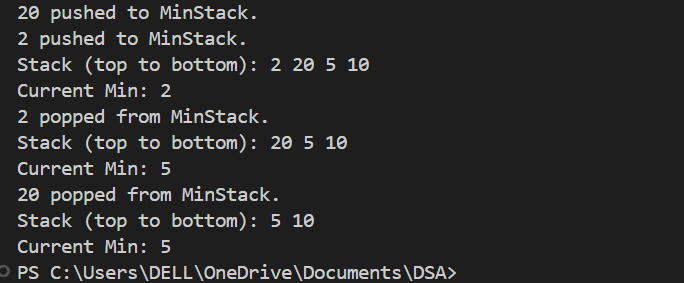 20 pushed to MinStack.
2 pushed to MinStack.
Stack (top to bottom): 2 20 5 10
Current Min: 2
2 popped from MinStack.
Stack (top to bottom): 20 5 10
Current Min: 5
20 popped from MinStack.
Stack (top to bottom): 5 10
Current Min: 5
PS C:\Users\DELL\OneDrive\Documents\DSA>